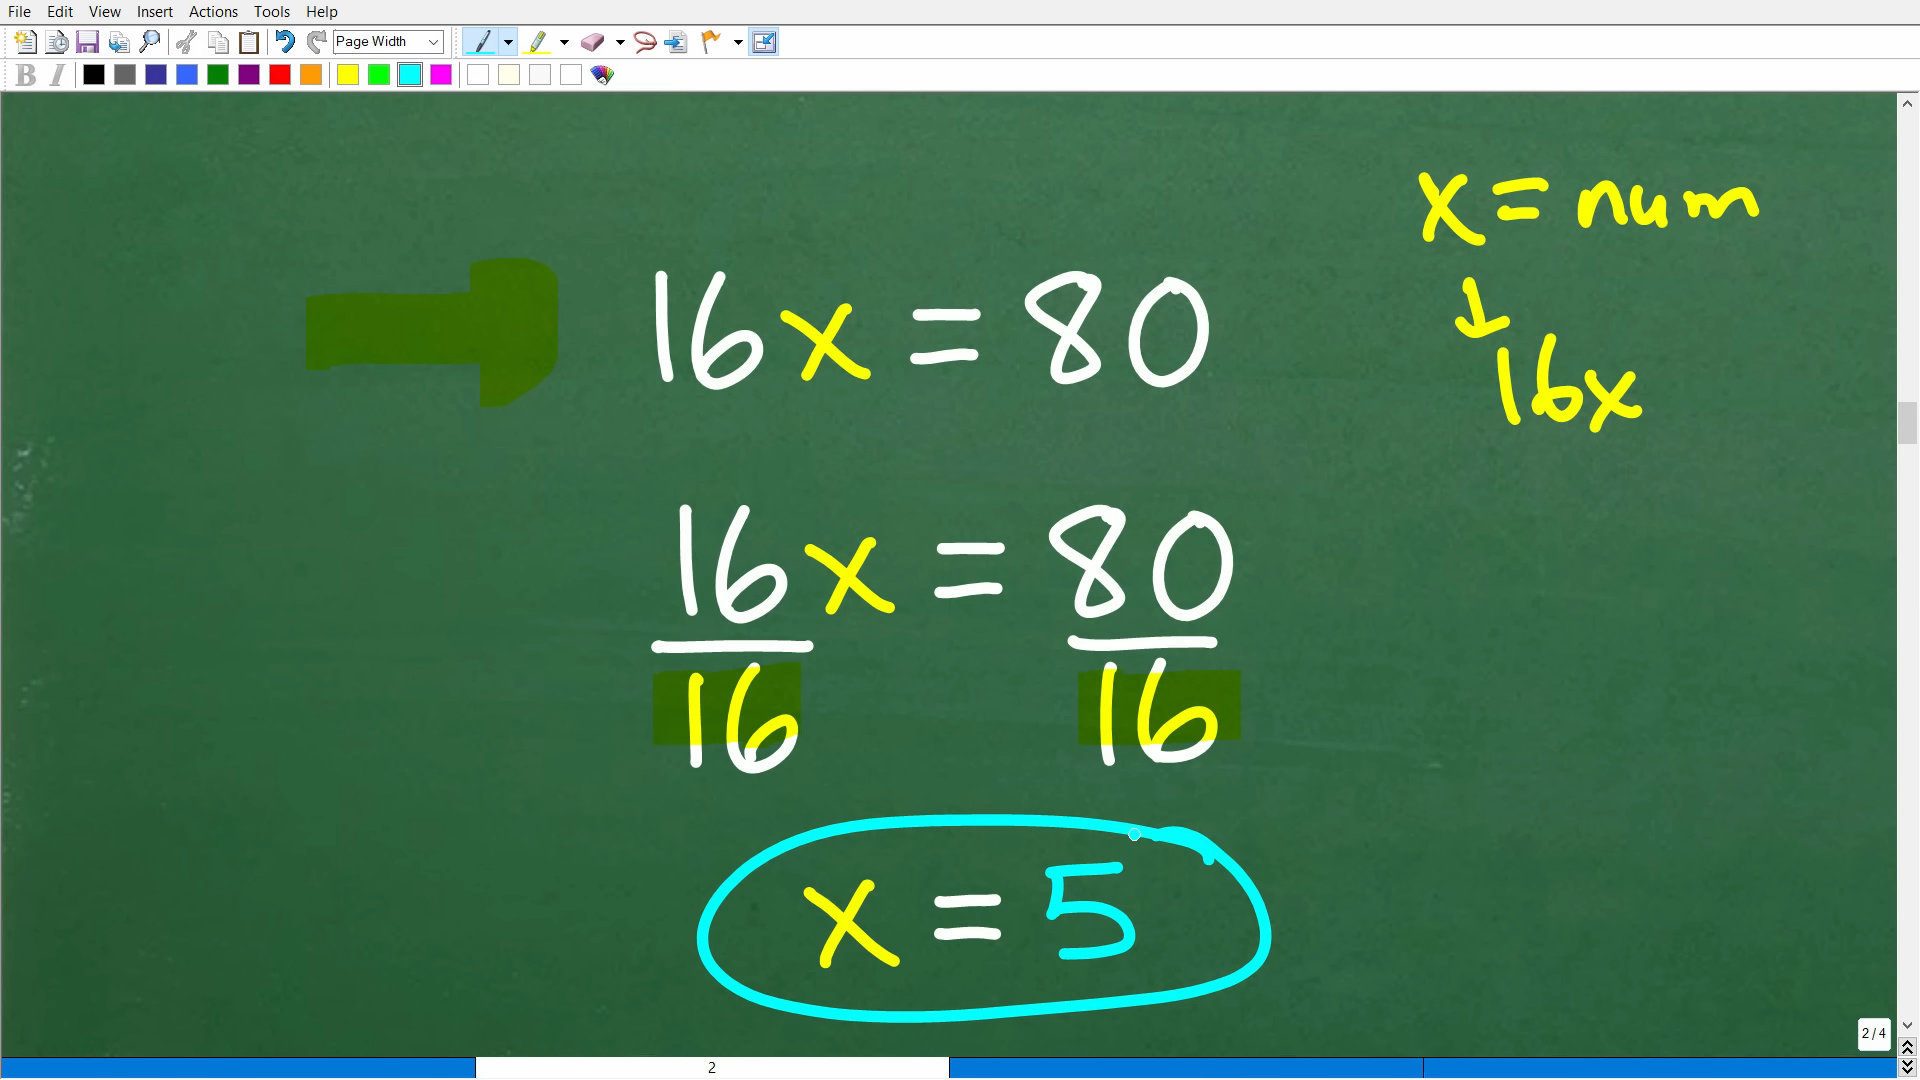 File Edit View Insert Actions Tools Help
Page Width
B I
x = num
16x = 80
16x
16x = 80
16 16
x = 5
2 / 4
2